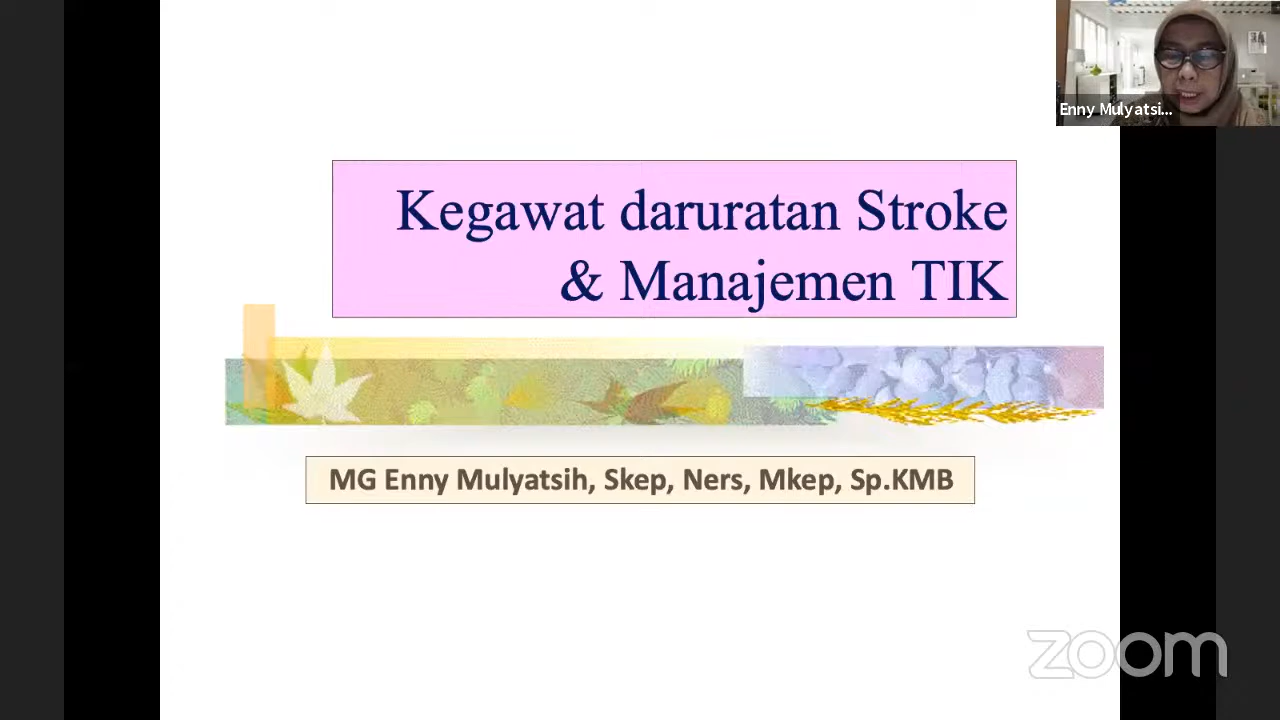 Enny Mulyatsi...
Kegawat daruratan Stroke
& Manajemen TIK
MG Enny Mulyatsih, Skep, Ners, Mkep, Sp.KMB
zoom